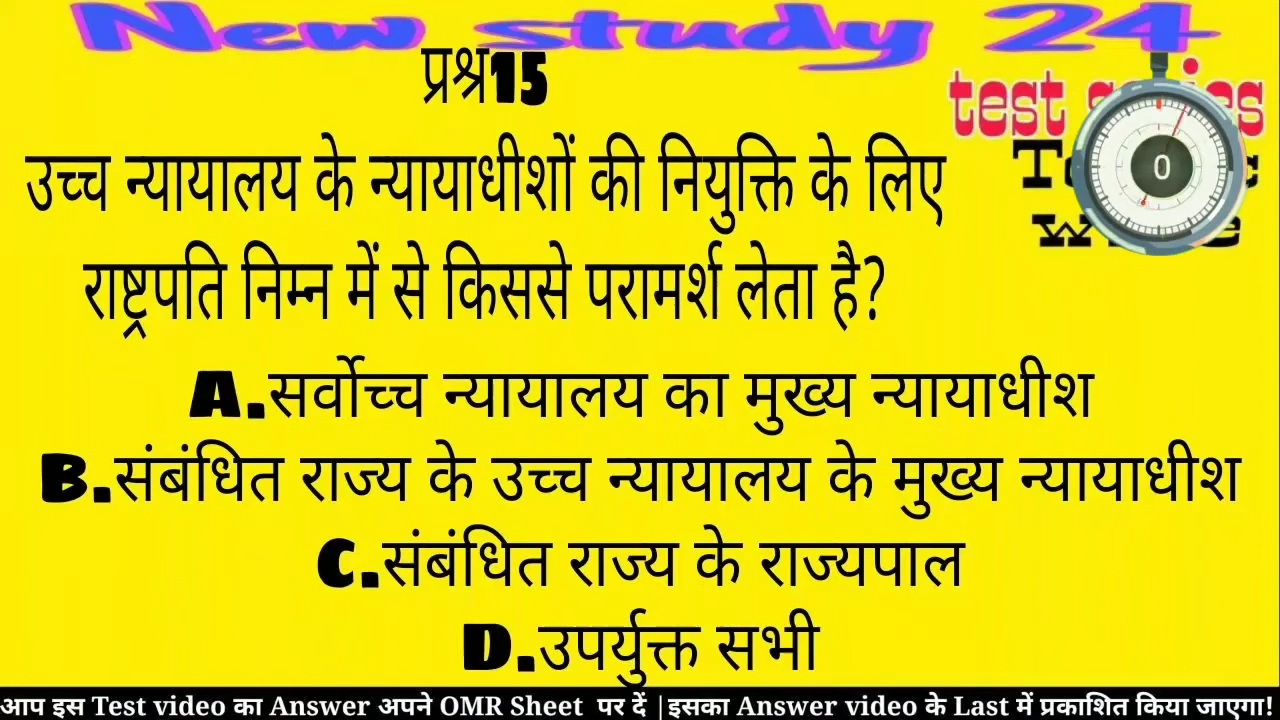 New study 24
प्रश्न15
test
उच्च न्यायालय के न्यायाधीशों की नियुक्ति के लिए
राष्ट्रपति निम्न में से किससे परामर्श लेता है?
0
A.सर्वोच्च न्यायालय का मुख्य न्यायाधीश
B.संबंधित राज्य के उच्च न्यायालय के मुख्य न्यायाधीश
C.संबंधित राज्य के राज्यपाल
D.उपर्युक्त सभी
आप इस Test video का Answer अपने OMR Sheet पर दें |इसका Answer video के Last में प्रकाशित किया जाएगा!